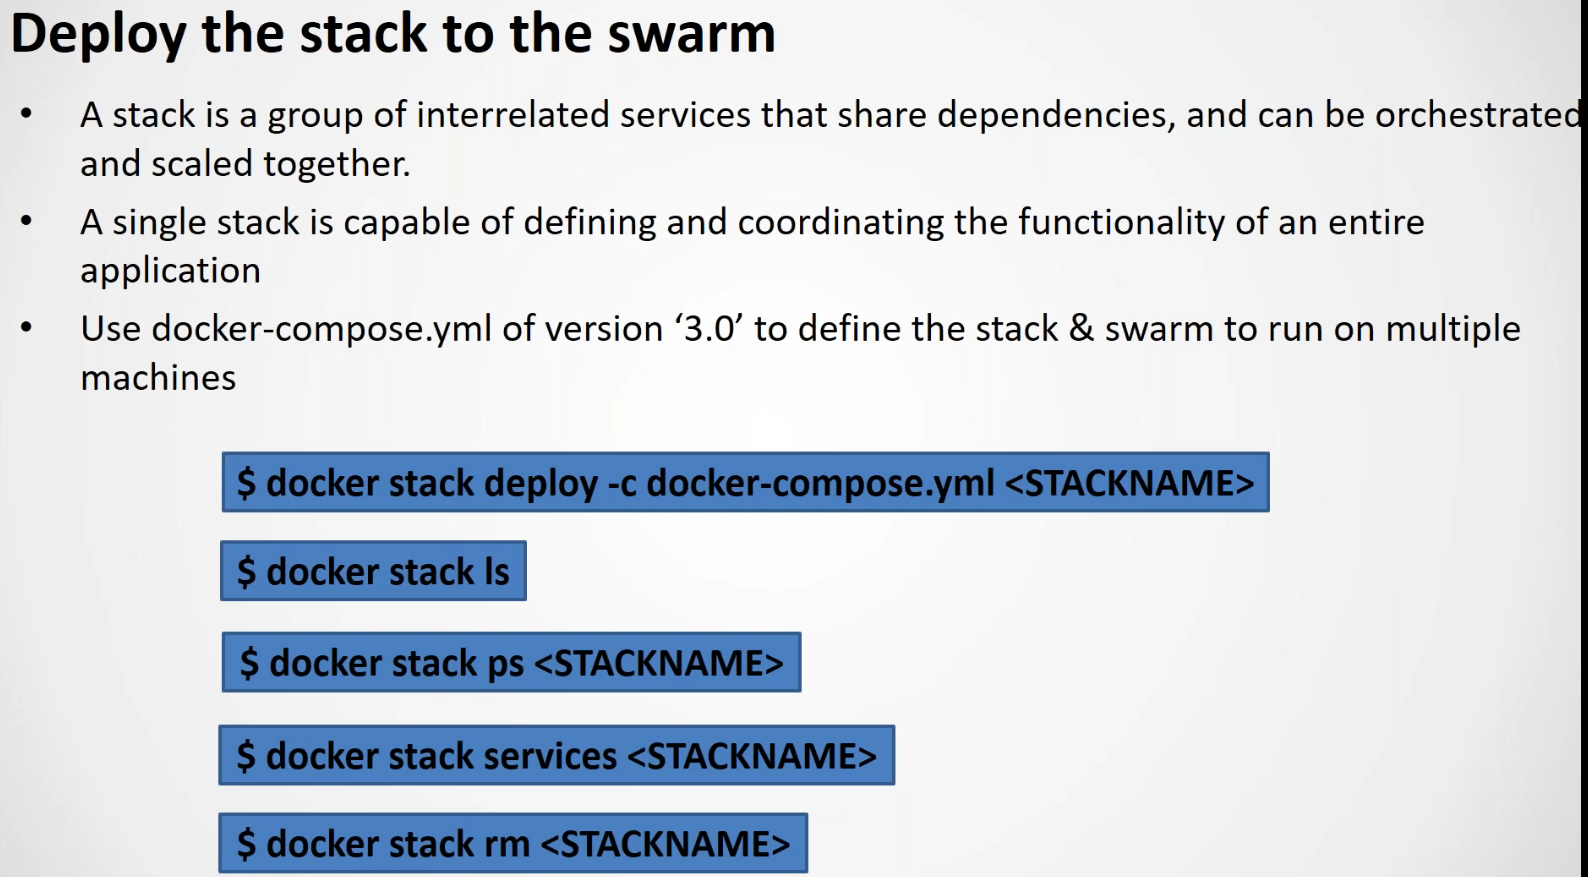 Deploy the stack to the swarm
• A stack is a group of interrelated services that share dependencies, and can be orchestrated
and scaled together.
• A single stack is capable of defining and coordinating the functionality of an entire
application
• Use docker-compose.yml of version ‘3.0’ to define the stack & swarm to run on multiple
machines
$ docker stack deploy -c docker-compose.yml <STACKNAME>
$ docker stack ls
$ docker stack ps <STACKNAME>
$ docker stack services <STACKNAME>
$ docker stack rm <STACKNAME>